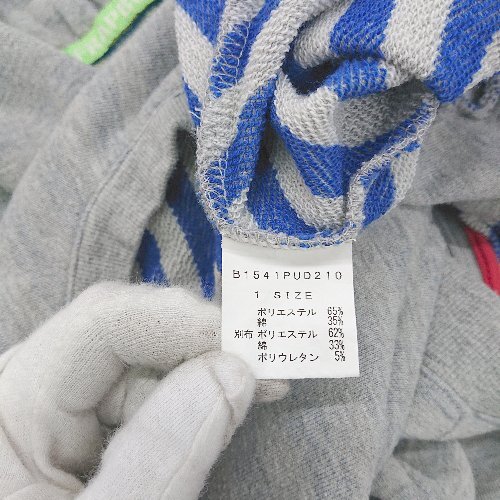 B1541PUD210
1 SIZE
ポリエステル 65%
綿 35%
別布 ポリエステル 62%
綿 33%
ポリウレタン 5%